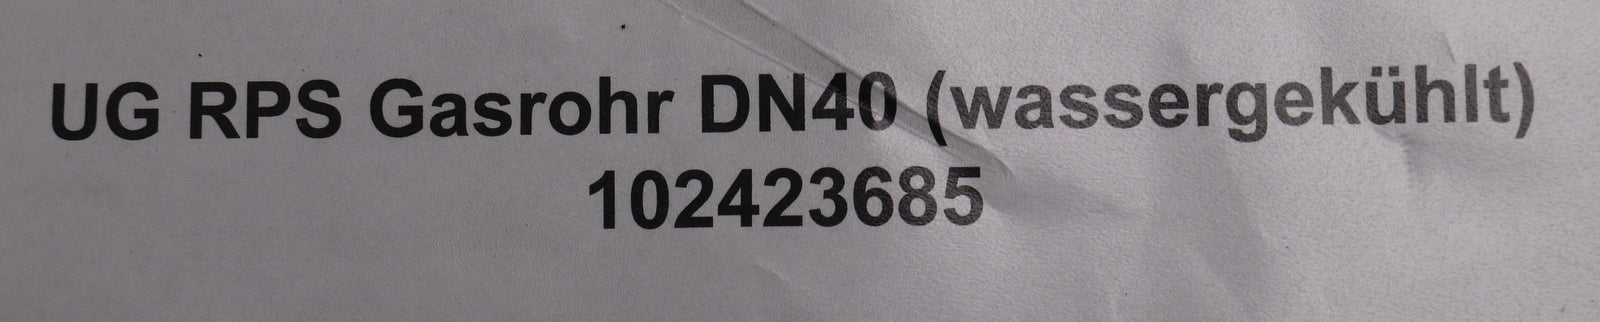 UG RPS Gasrohr DN40 (wassergekühlt)
102423685